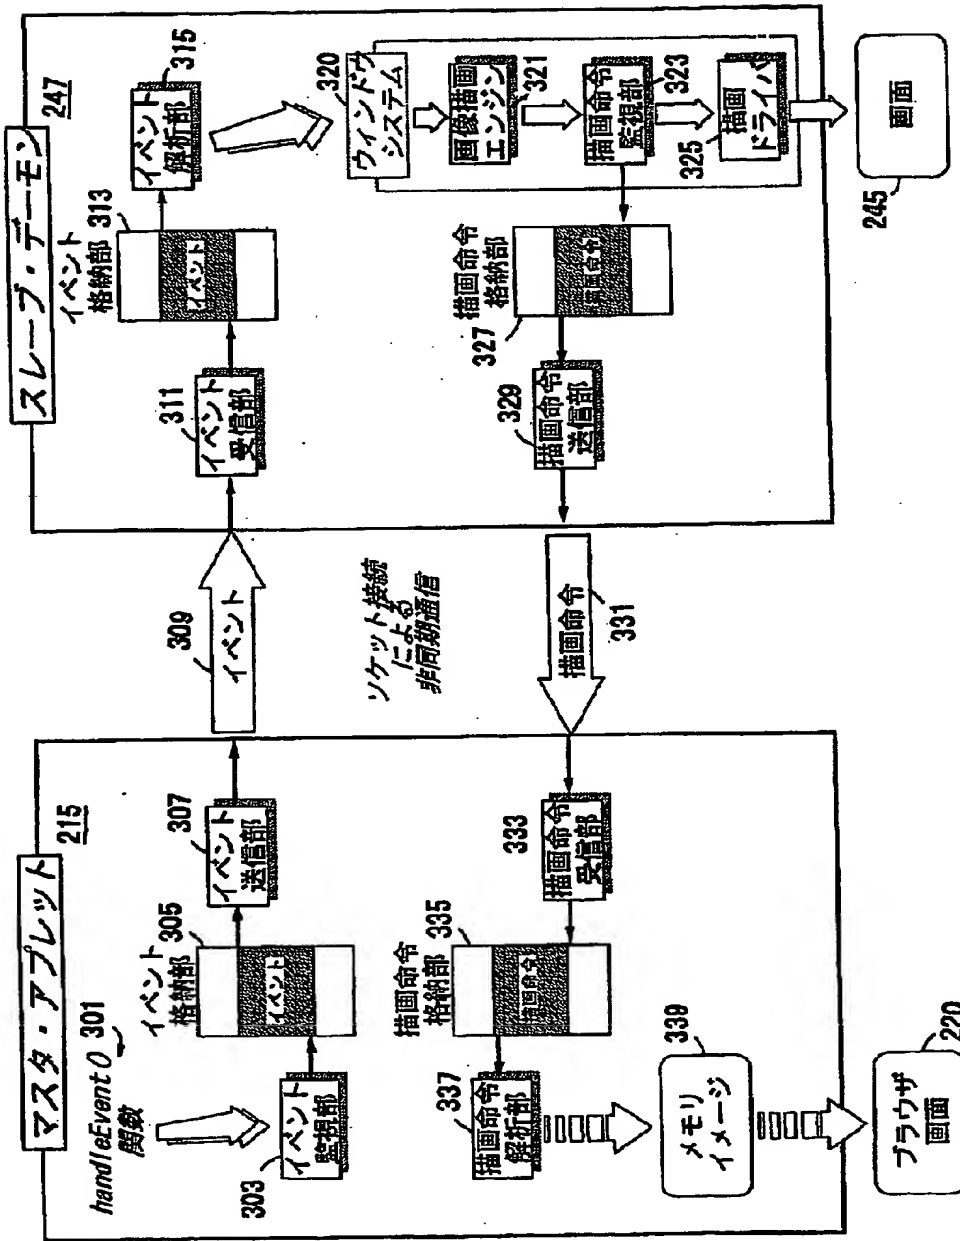 マスタ・アプレット
215
handleEvent()
関数
301
イベント
監視部
303
イベント
格納部
305
イベント
イベント
送信部
307
イベント
309
ソケット接続
による
非同期通信
描画命令
331
描画命令
受信部
333
描画命令
格納部
335
描画命令
描画命令
解析部
337
メモリ
イメージ
339
ブラウザ
画面
220
スレーブ・デーモン
247
イベント
受信部
311
イベント
格納部
313
イベント
イベント
解析部
315
ウィンドウ
システム
320
画像描画
エンジン
321
描画命令
監視部
323
描画
ドライバ
325
描画命令
格納部
327
描画命令
描画命令
送信部
329
画面
245